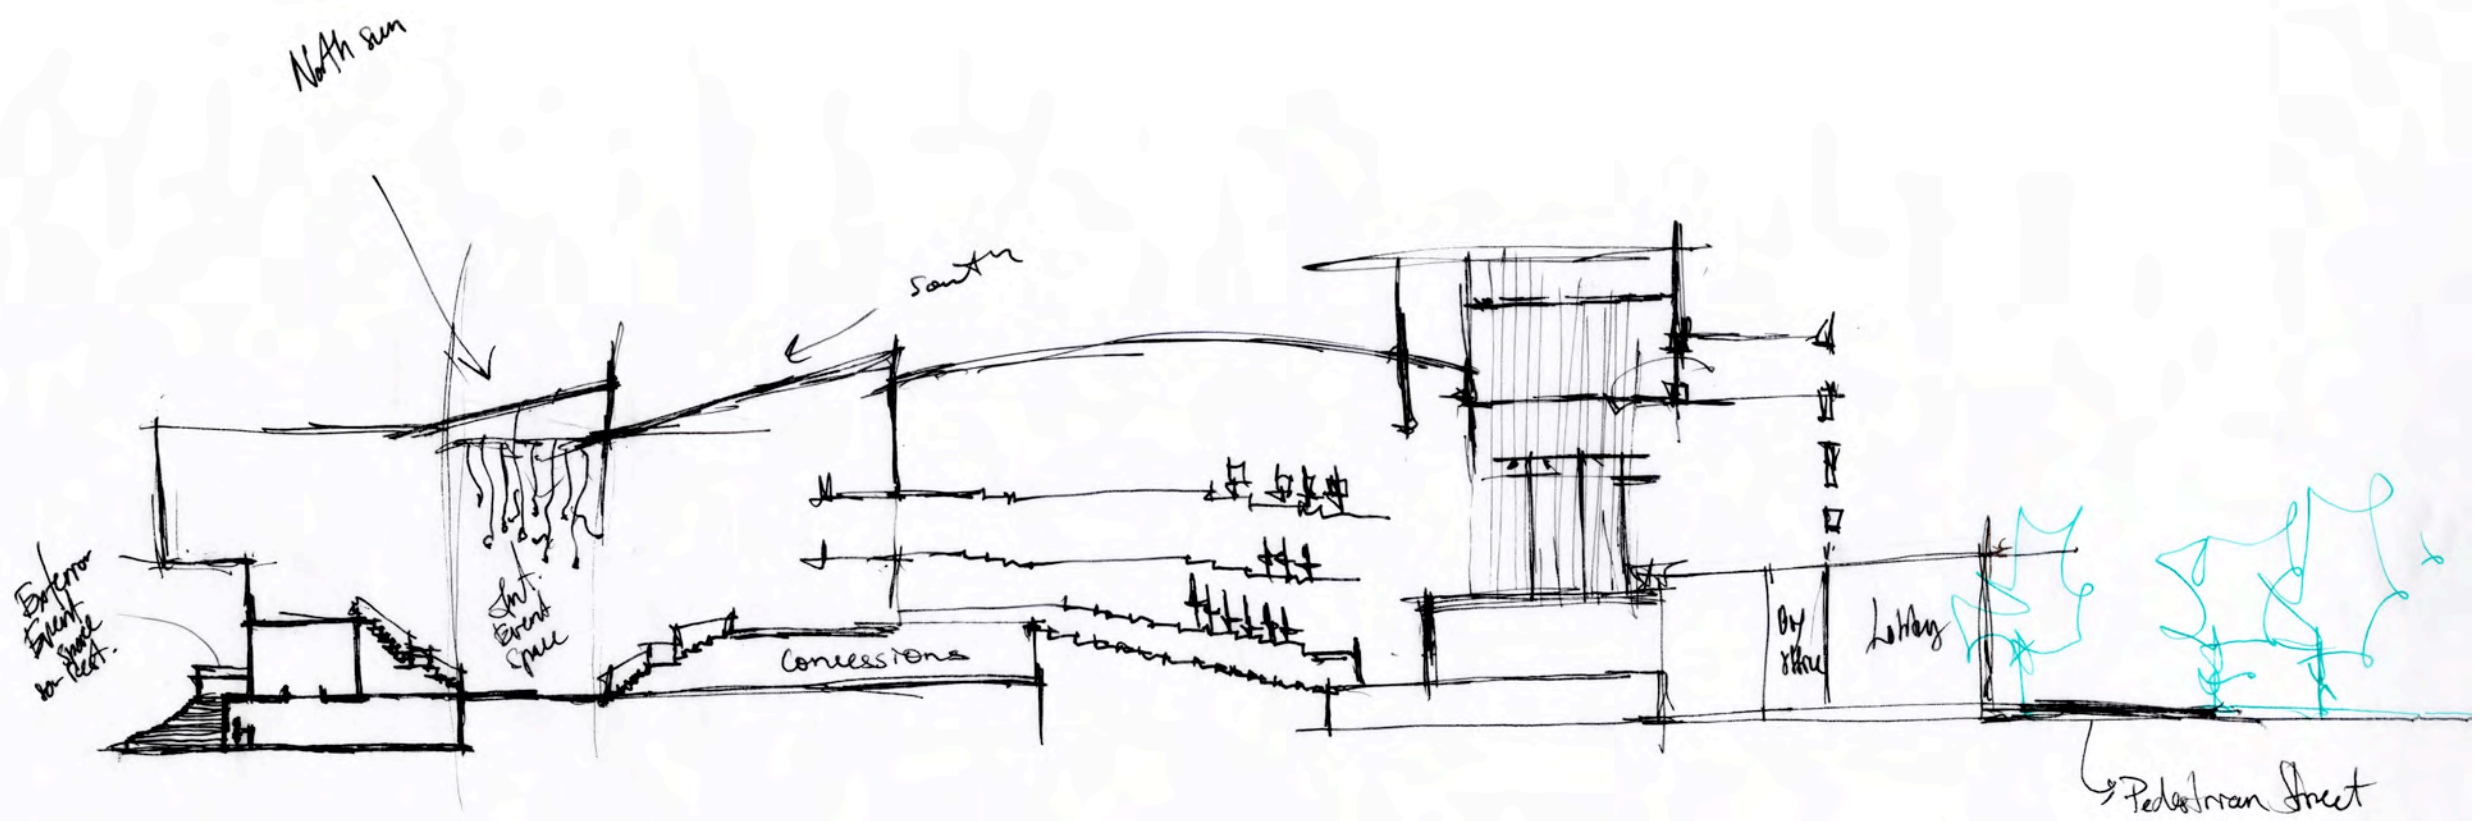 North sun
South
Exterior
Event
Space
Int.
Event
Space
Concessions
Lobby
Pedestrian Street